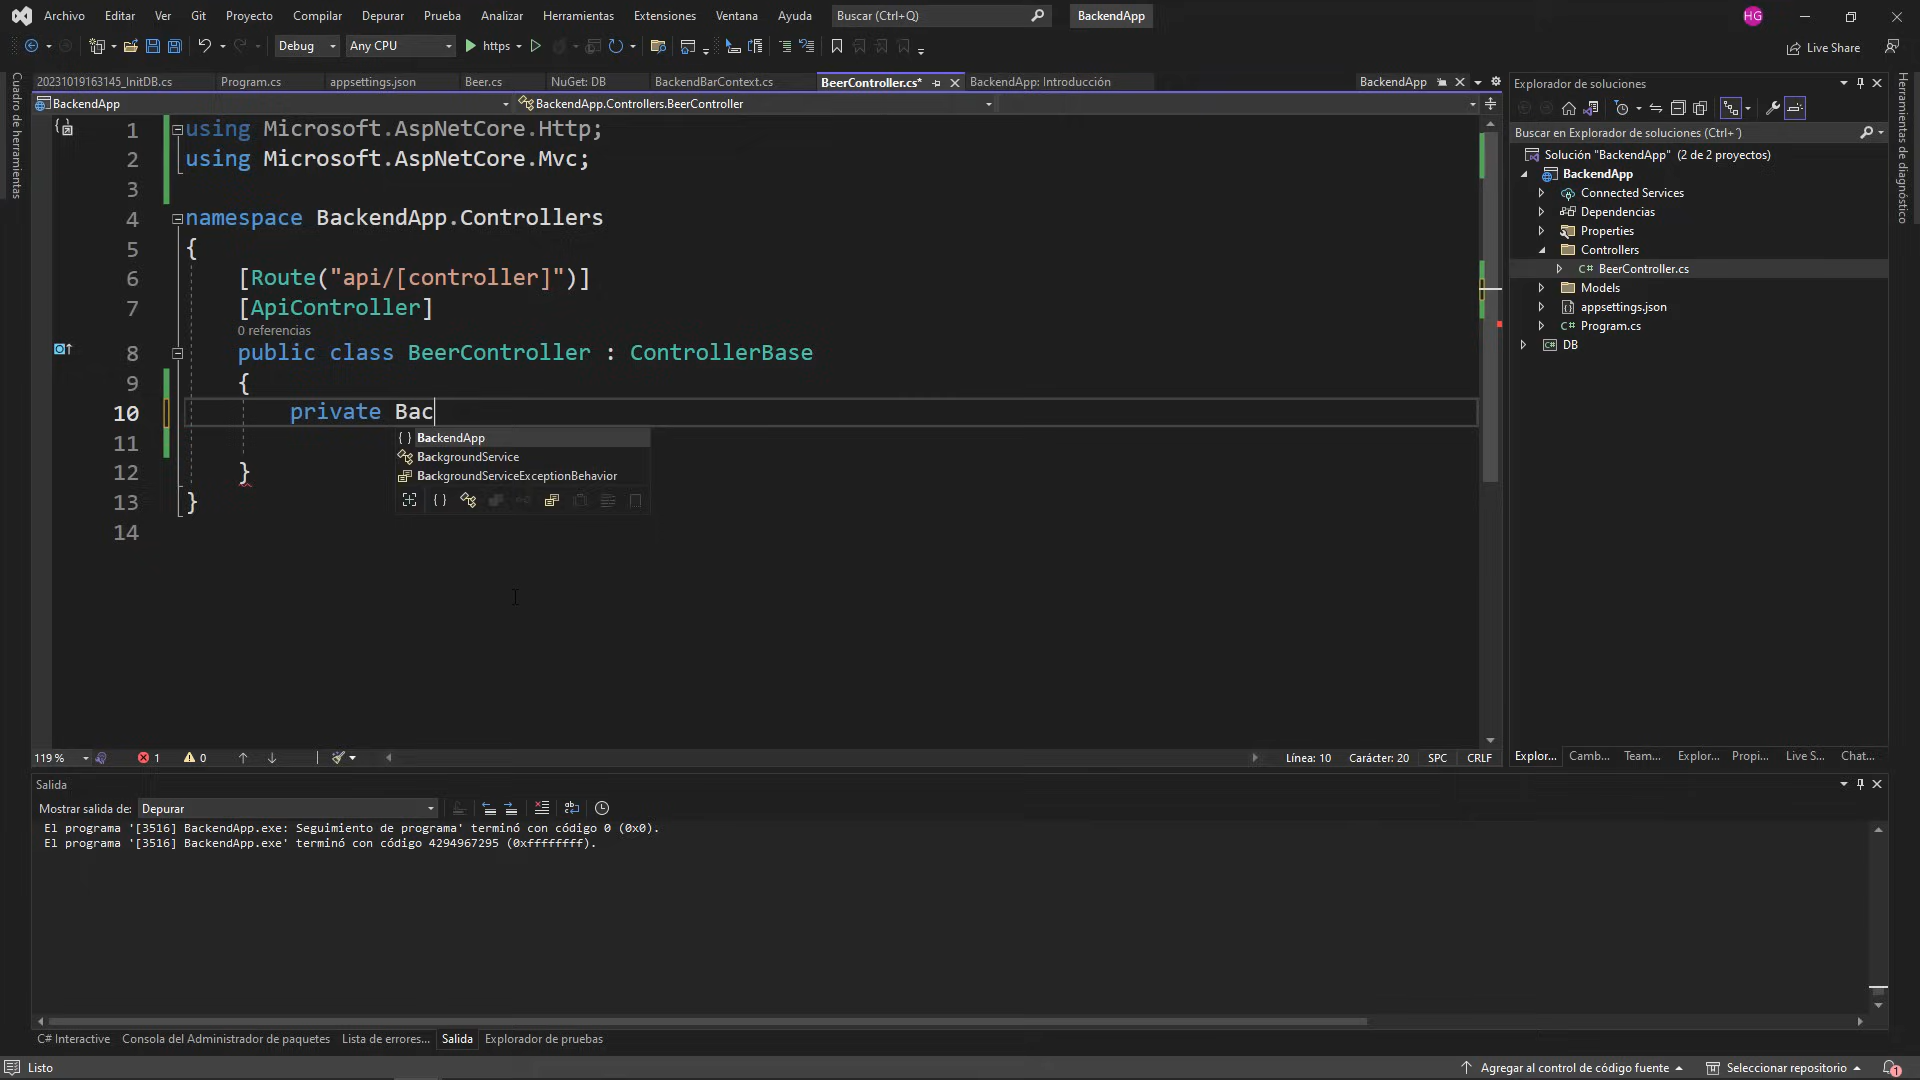 Archivo Editar Ver Git Proyecto Compilar Depurar Prueba Analizar Herramientas Extensiones Ventana Ayuda Buscar (Ctrl+Q) BackendApp HG
Debug Any CPU https Live Share
20231019163145_InitDB.cs Program.cs appsettings.json Beer.cs NuGet: DB BackendBarContext.cs BeerController.cs* BackendApp: Introducción BackendApp
BackendApp BackendApp.Controllers.BeerController
Cuadro de herramientas
1 using Microsoft.AspNetCore.Http;
2 using Microsoft.AspNetCore.Mvc;
3
4 namespace BackendApp.Controllers
5 {
6 [Route("api/[controller]")]
7 [ApiController]
0 referencias
8 public class BeerController : ControllerBase
9 {
10 private Bac
11
12 }
13 }
14
BackendApp
BackgroundService
BackgroundServiceExceptionBehavior
119 % 1 0 Línea: 10 Carácter: 20 SPC CRLF
Explorador de soluciones
Buscar en Explorador de soluciones (Ctrl+´)
Solución "BackendApp" (2 de 2 proyectos)
BackendApp
Connected Services
Dependencias
Properties
Controllers
C# BeerController.cs
Models
appsettings.json
C# Program.cs
DB
Explor... Camb... Team... Explor... Propi... Live S... Chat...
Herramientas de diagnóstico
Salida
Mostrar salida de: Depurar
El programa '[3516] BackendApp.exe: Seguimiento de programa' terminó con código 0 (0x0).
El programa '[3516] BackendApp.exe' terminó con código 4294967295 (0xffffffff).
C# Interactive Consola del Administrador de paquetes Lista de errores... Salida Explorador de pruebas
Listo Agregar al control de código fuente Seleccionar repositorio 1